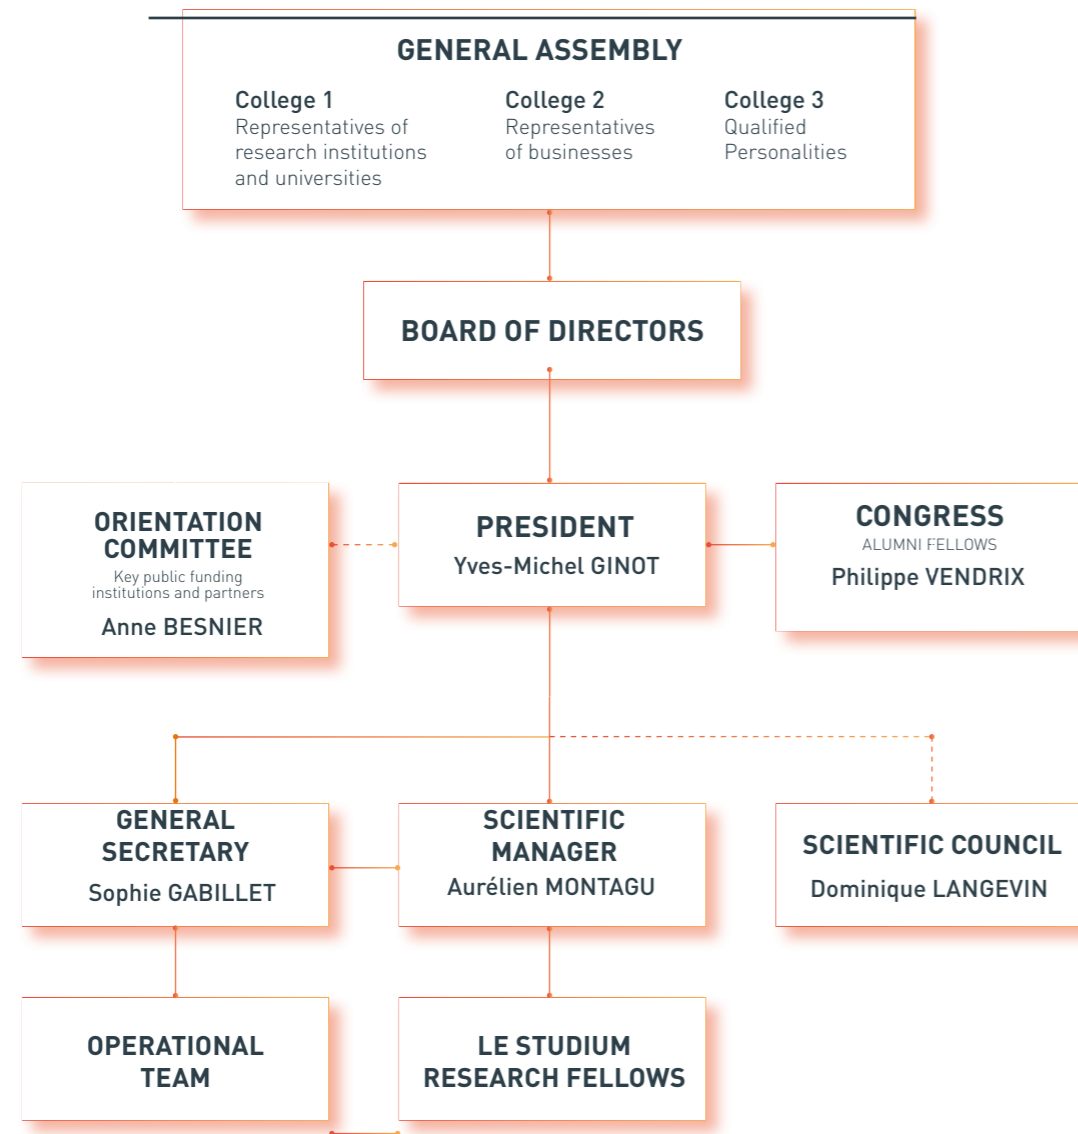 GENERAL ASSEMBLY
College 1
Representatives of
research institutions
and universities
College 2
Representatives
of businesses
College 3
Qualified
Personalities
BOARD OF DIRECTORS
ORIENTATION
COMMITTEE
Key public funding
institutions and partners
Anne BESNIER
PRESIDENT
Yves-Michel GINOT
CONGRESS
ALUMNI FELLOWS
Philippe VENDRIX
GENERAL
SECRETARY
Sophie GABILLET
SCIENTIFIC
MANAGER
Aurélien MONTAGU
SCIENTIFIC COUNCIL
Dominique LANGEVIN
OPERATIONAL
TEAM
LE STUDIUM
RESEARCH FELLOWS